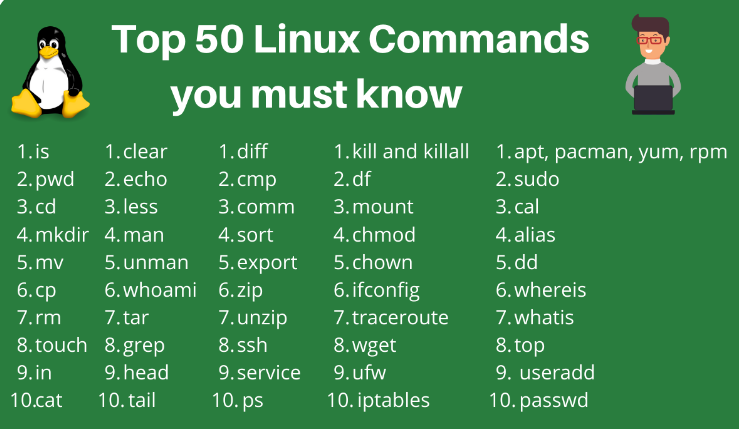 Top 50 Linux Commands
you must know
1. is
2. pwd
3. cd
4. mkdir
5. mv
6. cp
7. rm
8. touch
9. in
10. cat
1. clear
2. echo
3. less
4. man
5. unman
6. whoami
7. tar
8. grep
9. head
10. tail
1. diff
2. cmp
3. comm
4. sort
5. export
6. zip
7. unzip
8. ssh
9. service
10. ps
1. kill and killall
2. df
3. mount
4. chmod
5. chown
6. ifconfig
7. traceroute
8. wget
9. ufw
10. iptables
1. apt, pacman, yum, rpm
2. sudo
3. cal
4. alias
5. dd
6. whereis
7. whatis
8. top
9. useradd
10. passwd